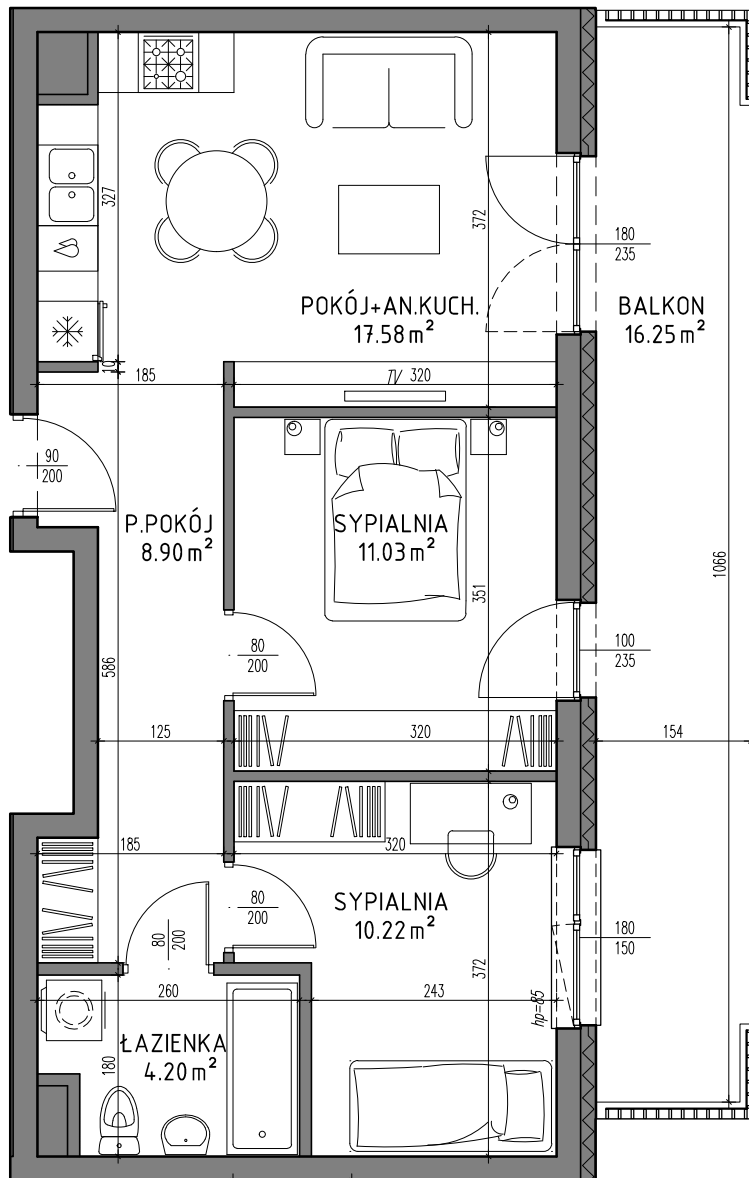 327
372
180
235
POKÓJ+AN.KUCH.
17.58 m²
BALKON
16.25 m²
10
185
TV 320
90
200
P.POKÓJ
8.90 m²
SYPIALNIA
11.03 m²
1066
351
586
80
200
100
235
125
320
154
185
320
80
200
80
200
SYPIALNIA
10.22 m²
180
150
372
260
243
hp=85
ŁAZIENKA
4.20 m²
180